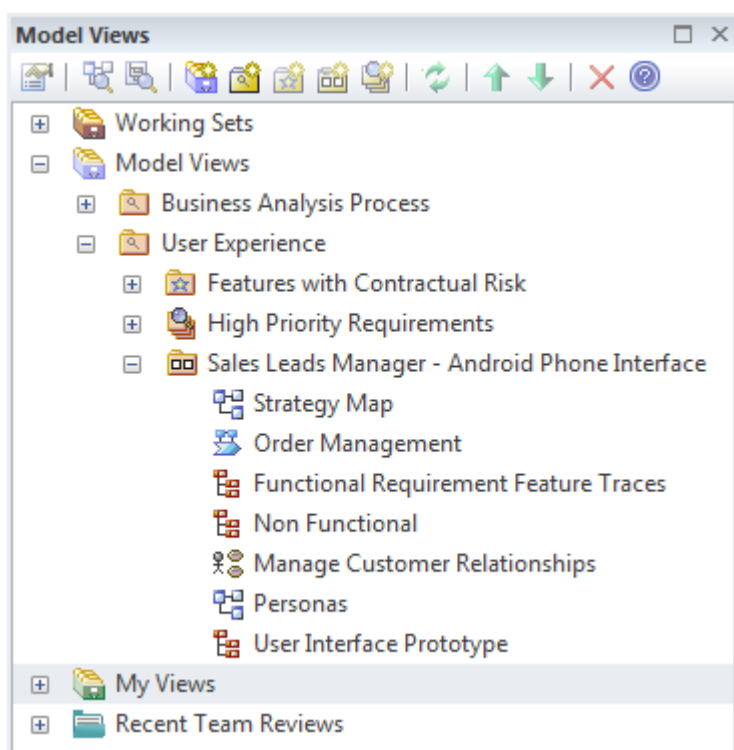 Model Views
Working Sets
Model Views
Business Analysis Process
User Experience
Features with Contractual Risk
High Priority Requirements
Sales Leads Manager - Android Phone Interface
Strategy Map
Order Management
Functional Requirement Feature Traces
Non Functional
Manage Customer Relationships
Personas
User Interface Prototype
My Views
Recent Team Reviews